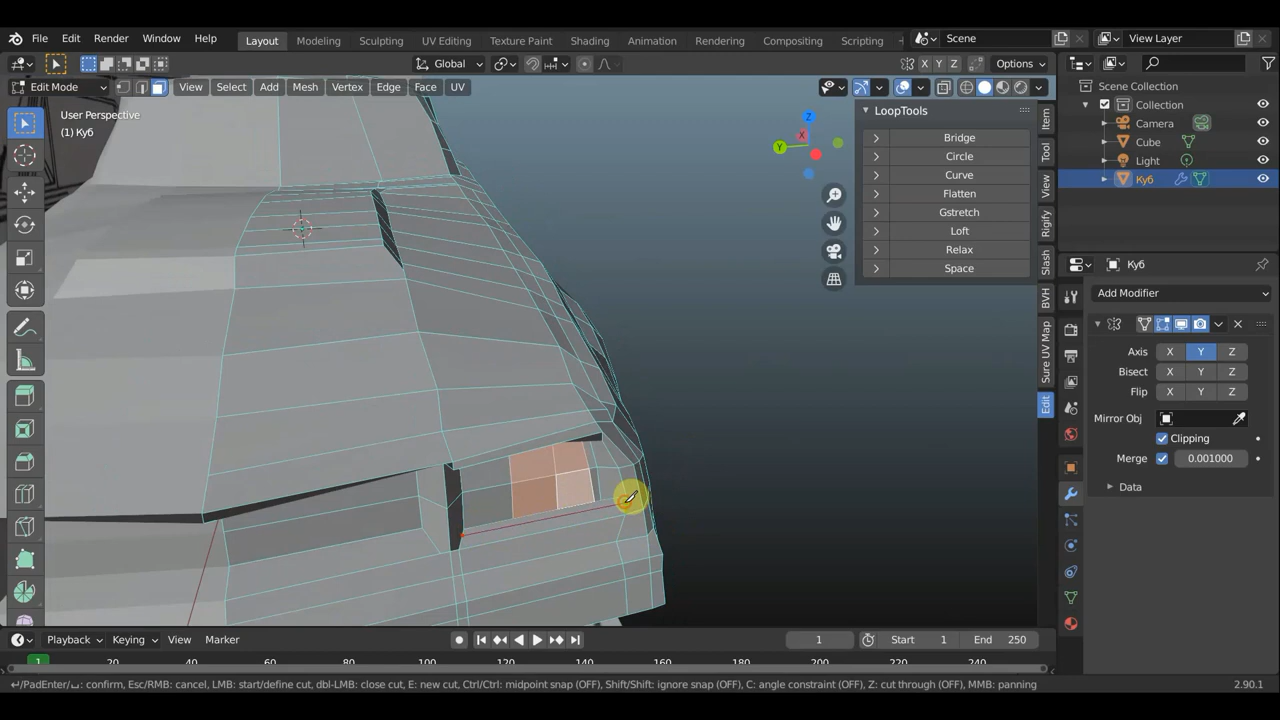 File Edit Render Window Help Layout Modeling Sculpting UV Editing Texture Paint Shading Animation Rendering Compositing Scripting Scene View Layer
Global X Y Z Options
Edit Mode View Select Add Mesh Vertex Edge Face UV
User Perspective
(1) Куб
Z
X
Y
LoopTools
Bridge
Circle
Curve
Flatten
Gstretch
Loft
Relax
Space
Item
Tool
View
Rigify
Slash
BVH
Sure UV Map
Edit
Scene Collection
Collection
Camera
Cube
Light
Куб
Куб
Add Modifier
Axis X Y Z
Bisect X Y Z
Flip X Y Z
Mirror Obj
Clipping
Merge 0.001000
Data
Playback Keying View Marker 1 Start 1 End 250
1 20 40 60 80 100 120 140 160 180 200 220 240
↵/PadEnter/␣: confirm, Esc/RMB: cancel, LMB: start/define cut, dbl-LMB: close cut, E: new cut, Ctrl/Ctrl: midpoint snap (OFF), Shift/Shift: ignore snap (OFF), C: angle constraint (OFF), Z: cut through (OFF), MMB: panning 2.90.1